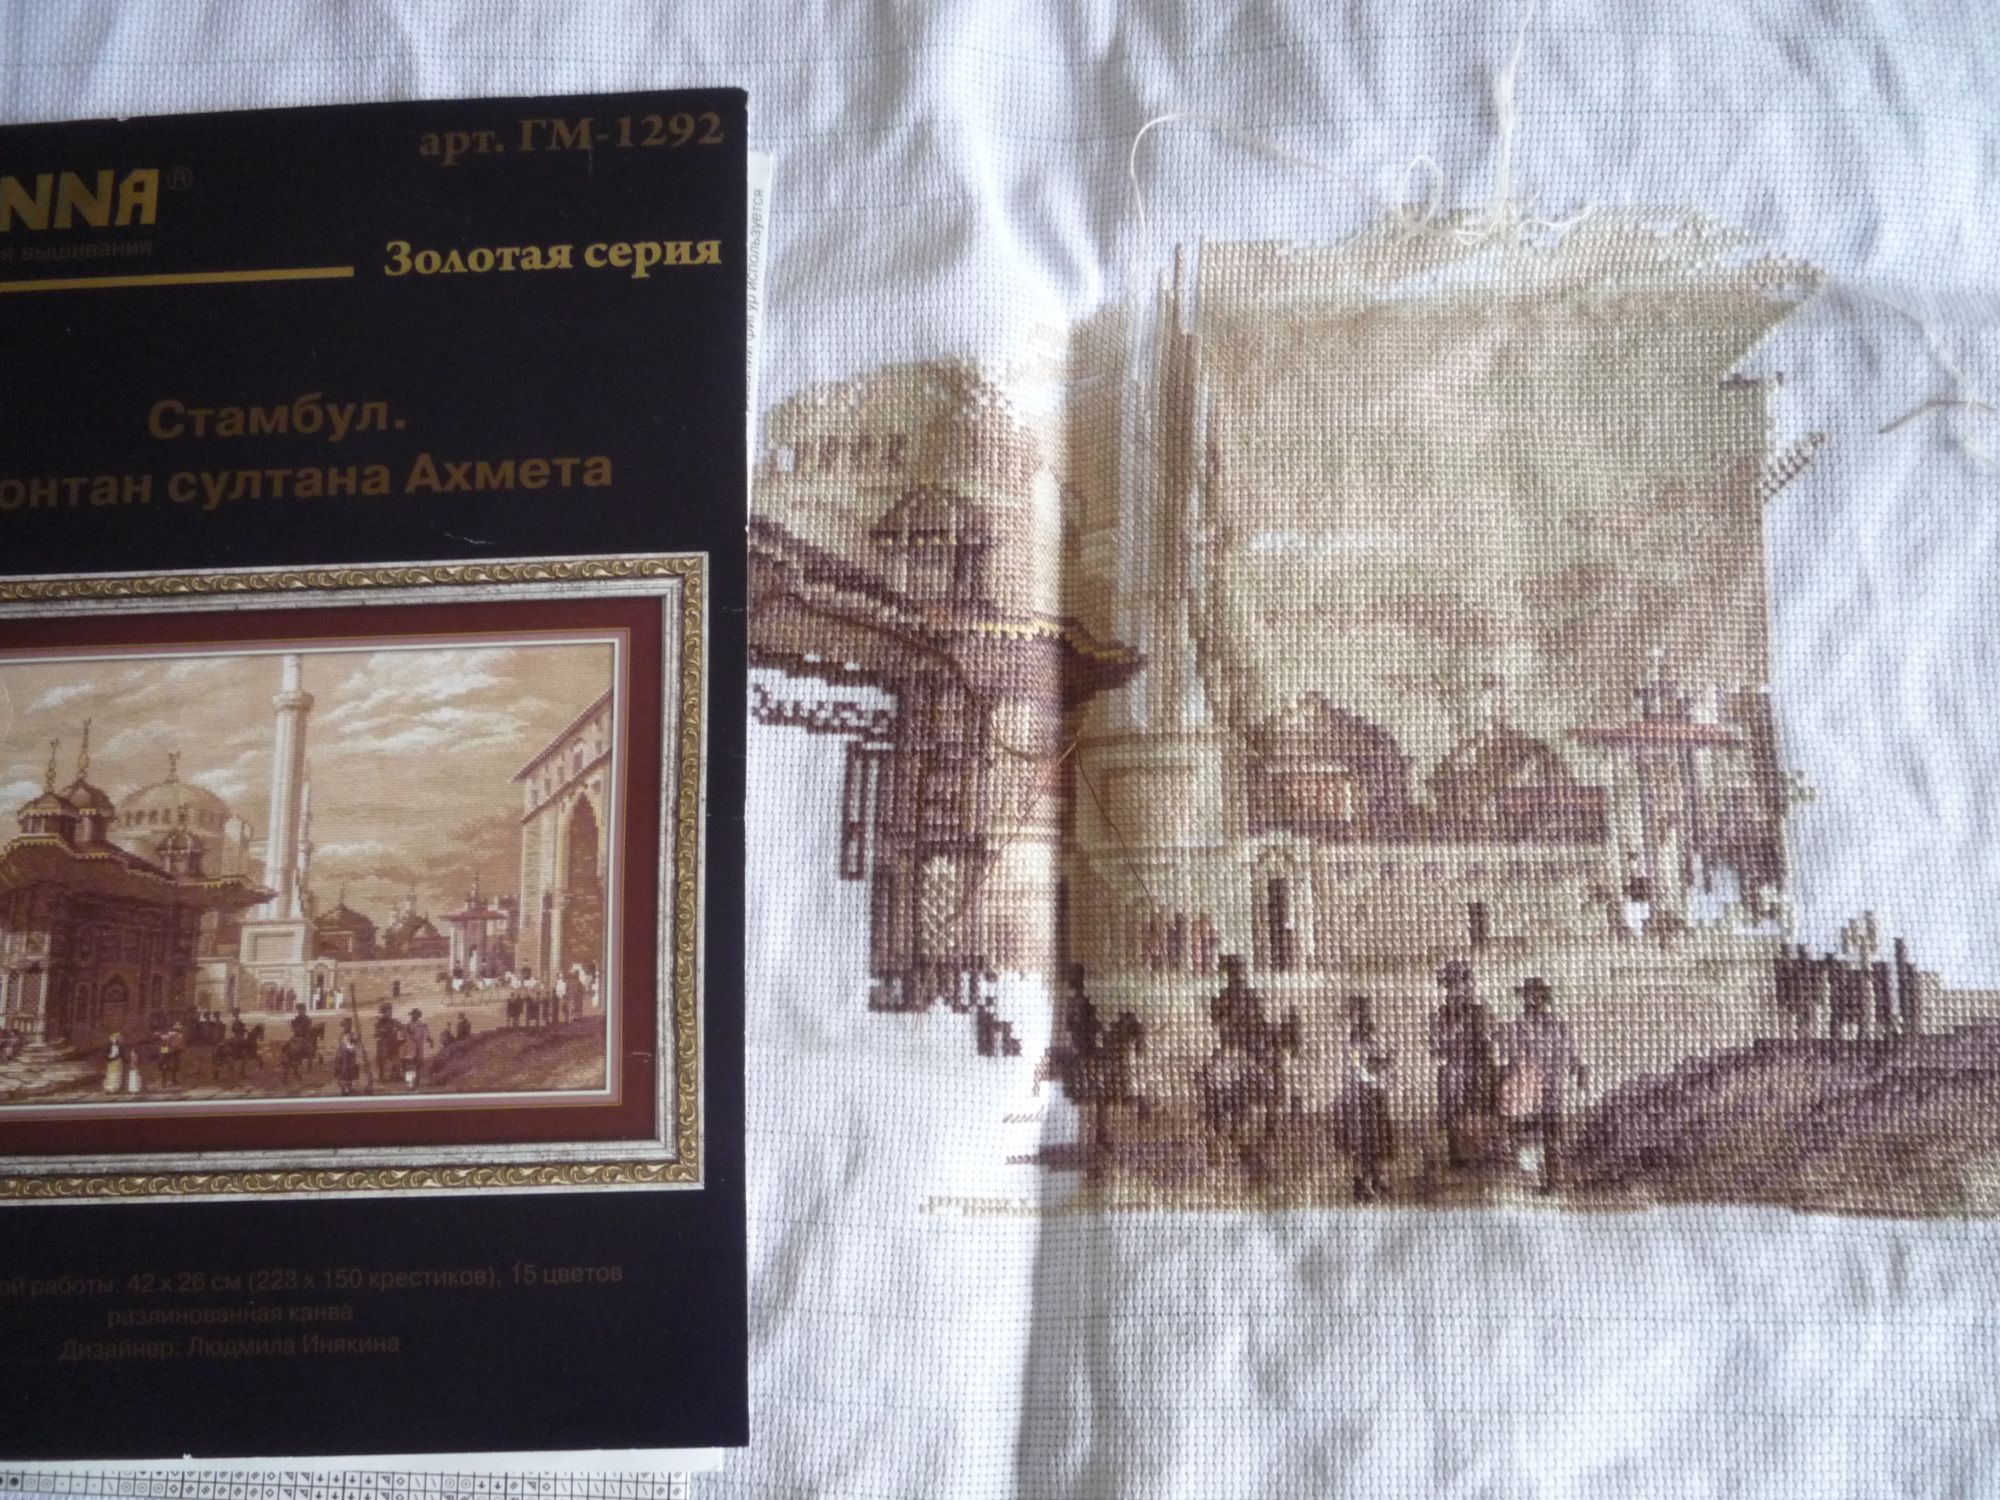 арт. ГМ-1292
NNA®
я вышивания
Золотая серия
Стамбул.
онтан султана Ахмета
ой работы: 42 х 26 см (223 х 150 крестиков), 15 цветов
разлинованная канва
Дизайнер: Людмила Инякина
используется